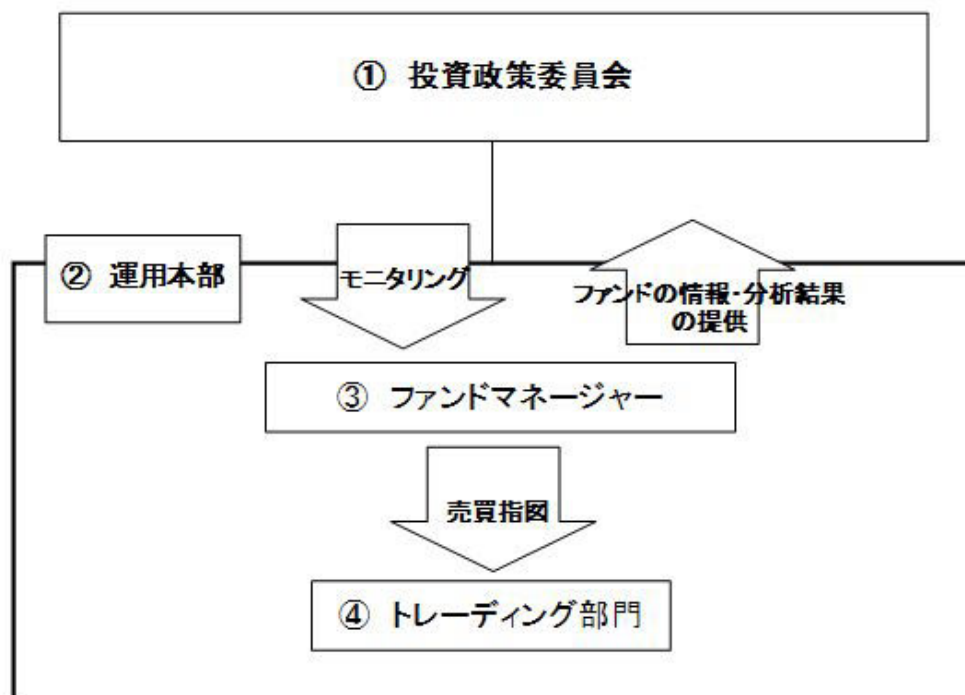 ① 投資政策委員会
② 運用本部
モニタリング
ファンドの情報・分析結果
の提供
③ ファンドマネージャー
売買指図
④ トレーディング部門